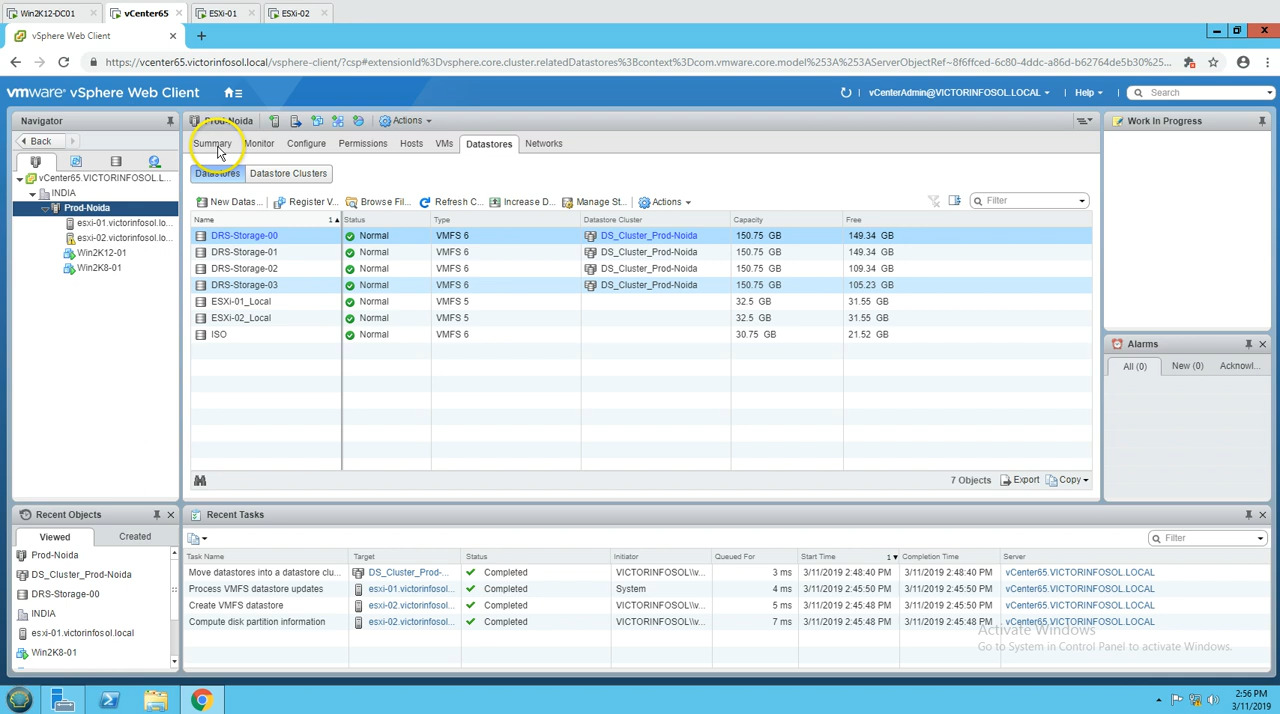 Win2K12-DC01 vCenter65 ESXi-01 ESXi-02
vSphere Web Client
https://vcenter65.victorinfosol.local/vsphere-client/?csp#extensionId%3Dvsphere.core.cluster.relatedDatastores%3Bcontext%3Dcom.vmware.core.model%253A%253AServerObjectRef~8f6ffced-6c80-4ddc-a86d-b62764de5b30%25...
vmware® vSphere Web Client vCenterAdmin@VICTORINFOSOL.LOCAL | Help | Search
Navigator
Back
vCenter65.VICTORINFOSOL.L...
INDIA
Prod-Noida
esxi-01.victorinfosol.lo...
esxi-02.victorinfosol.lo...
Win2K12-01
Win2K8-01
Prod-Noida Actions
Summary Monitor Configure Permissions Hosts VMs Datastores Networks
Datastores Datastore Clusters
New Datas... Register V... Browse Fil... Refresh C... Increase D... Manage St... Actions Filter
Name 1 Status Type Datastore Cluster Capacity Free
DRS-Storage-00 Normal VMFS 6 DS_Cluster_Prod-Noida 150.75 GB 149.34 GB
DRS-Storage-01 Normal VMFS 6 DS_Cluster_Prod-Noida 150.75 GB 149.34 GB
DRS-Storage-02 Normal VMFS 6 DS_Cluster_Prod-Noida 150.75 GB 109.34 GB
DRS-Storage-03 Normal VMFS 6 DS_Cluster_Prod-Noida 150.75 GB 105.23 GB
ESXi-01_Local Normal VMFS 5 32.5 GB 31.55 GB
ESXi-02_Local Normal VMFS 5 32.5 GB 31.55 GB
ISO Normal VMFS 6 30.75 GB 21.52 GB
7 Objects Export Copy
Work In Progress
Alarms
All (0) New (0) Acknowl...
Recent Objects
Viewed Created
Prod-Noida
DS_Cluster_Prod-Noida
DRS-Storage-00
INDIA
esxi-01.victorinfosol.local
Win2K8-01
Recent Tasks
Filter
Task Name Target Status Initiator Queued For Start Time 1 Completion Time Server
Move datastores into a datastore clu... DS_Cluster_Prod-... Completed VICTORINFOSOL\v... 3 ms 3/11/2019 2:48:40 PM 3/11/2019 2:48:40 PM vCenter65.VICTORINFOSOL.LOCAL
Process VMFS datastore updates esxi-01.victorinfosol... Completed System 4 ms 3/11/2019 2:45:50 PM 3/11/2019 2:45:50 PM vCenter65.VICTORINFOSOL.LOCAL
Create VMFS datastore esxi-02.victorinfosol... Completed VICTORINFOSOL\v... 5 ms 3/11/2019 2:45:48 PM 3/11/2019 2:45:50 PM vCenter65.VICTORINFOSOL.LOCAL
Compute disk partition information esxi-02.victorinfosol... Completed VICTORINFOSOL\v... 7 ms 3/11/2019 2:45:48 PM 3/11/2019 2:45:48 PM vCenter65.VICTORINFOSOL.LOCAL
Activate Windows
Go to System in Control Panel to activate Windows.
2:56 PM
3/11/2019